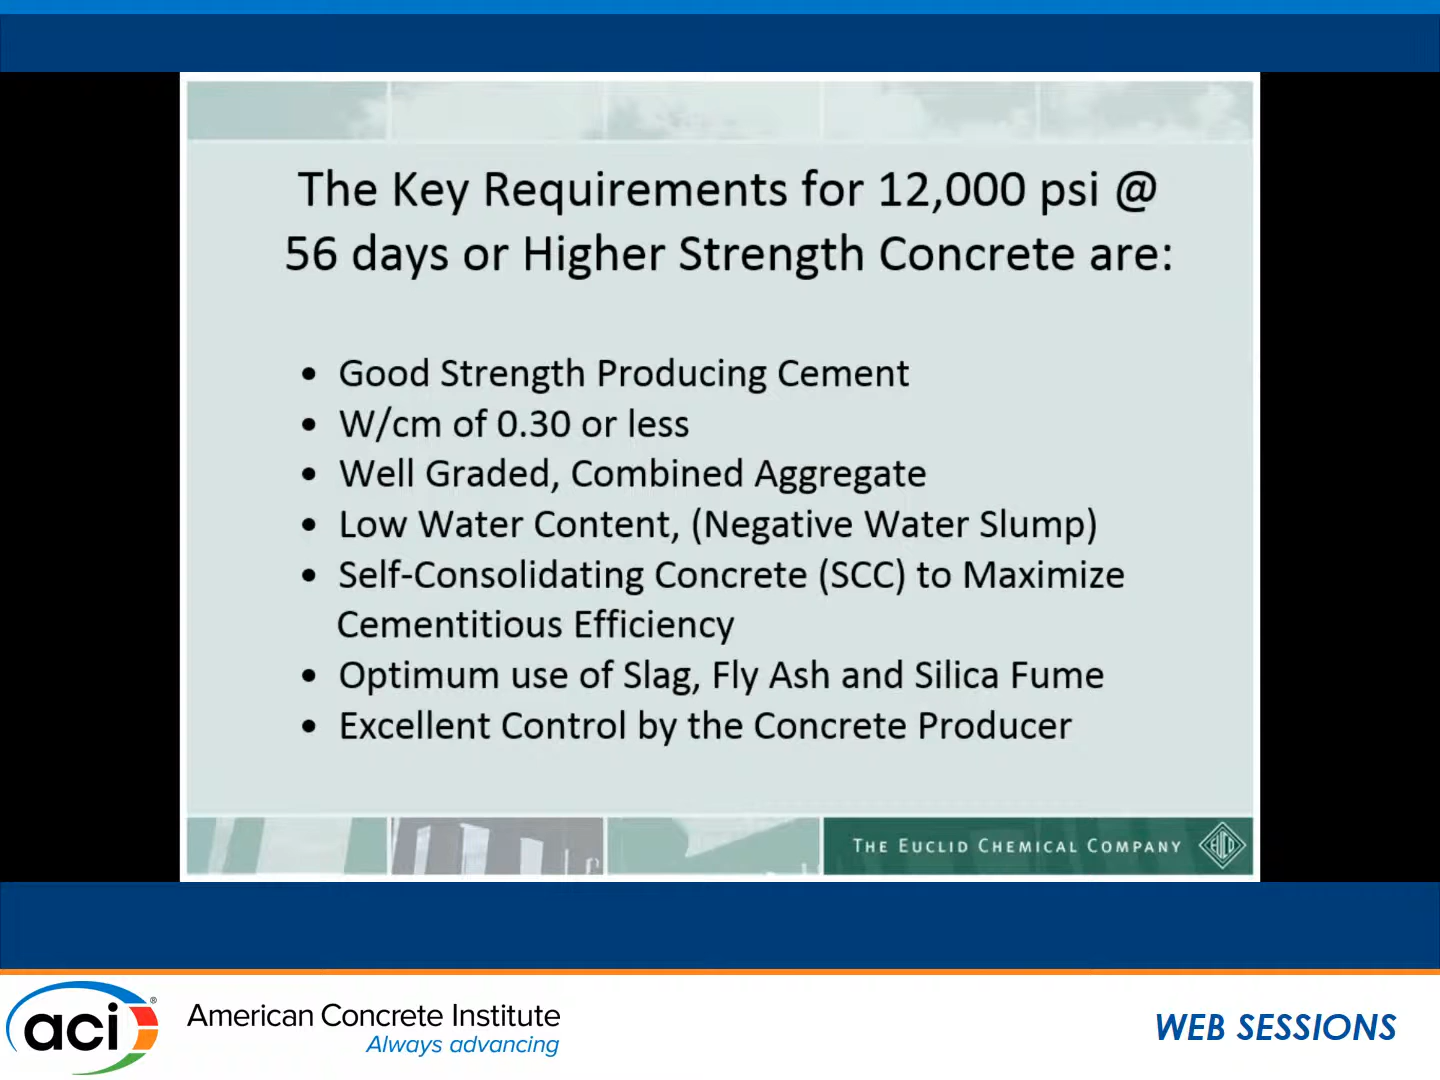 The Key Requirements for 12,000 psi @
56 days or Higher Strength Concrete are:
• Good Strength Producing Cement
• W/cm of 0.30 or less
• Well Graded, Combined Aggregate
• Low Water Content, (Negative Water Slump)
• Self-Consolidating Concrete (SCC) to Maximize
Cementitious Efficiency
• Optimum use of Slag, Fly Ash and Silica Fume
• Excellent Control by the Concrete Producer
THE EUCLID CHEMICAL COMPANY
EUCO
aci®
American Concrete Institute
Always advancing
WEB SESSIONS